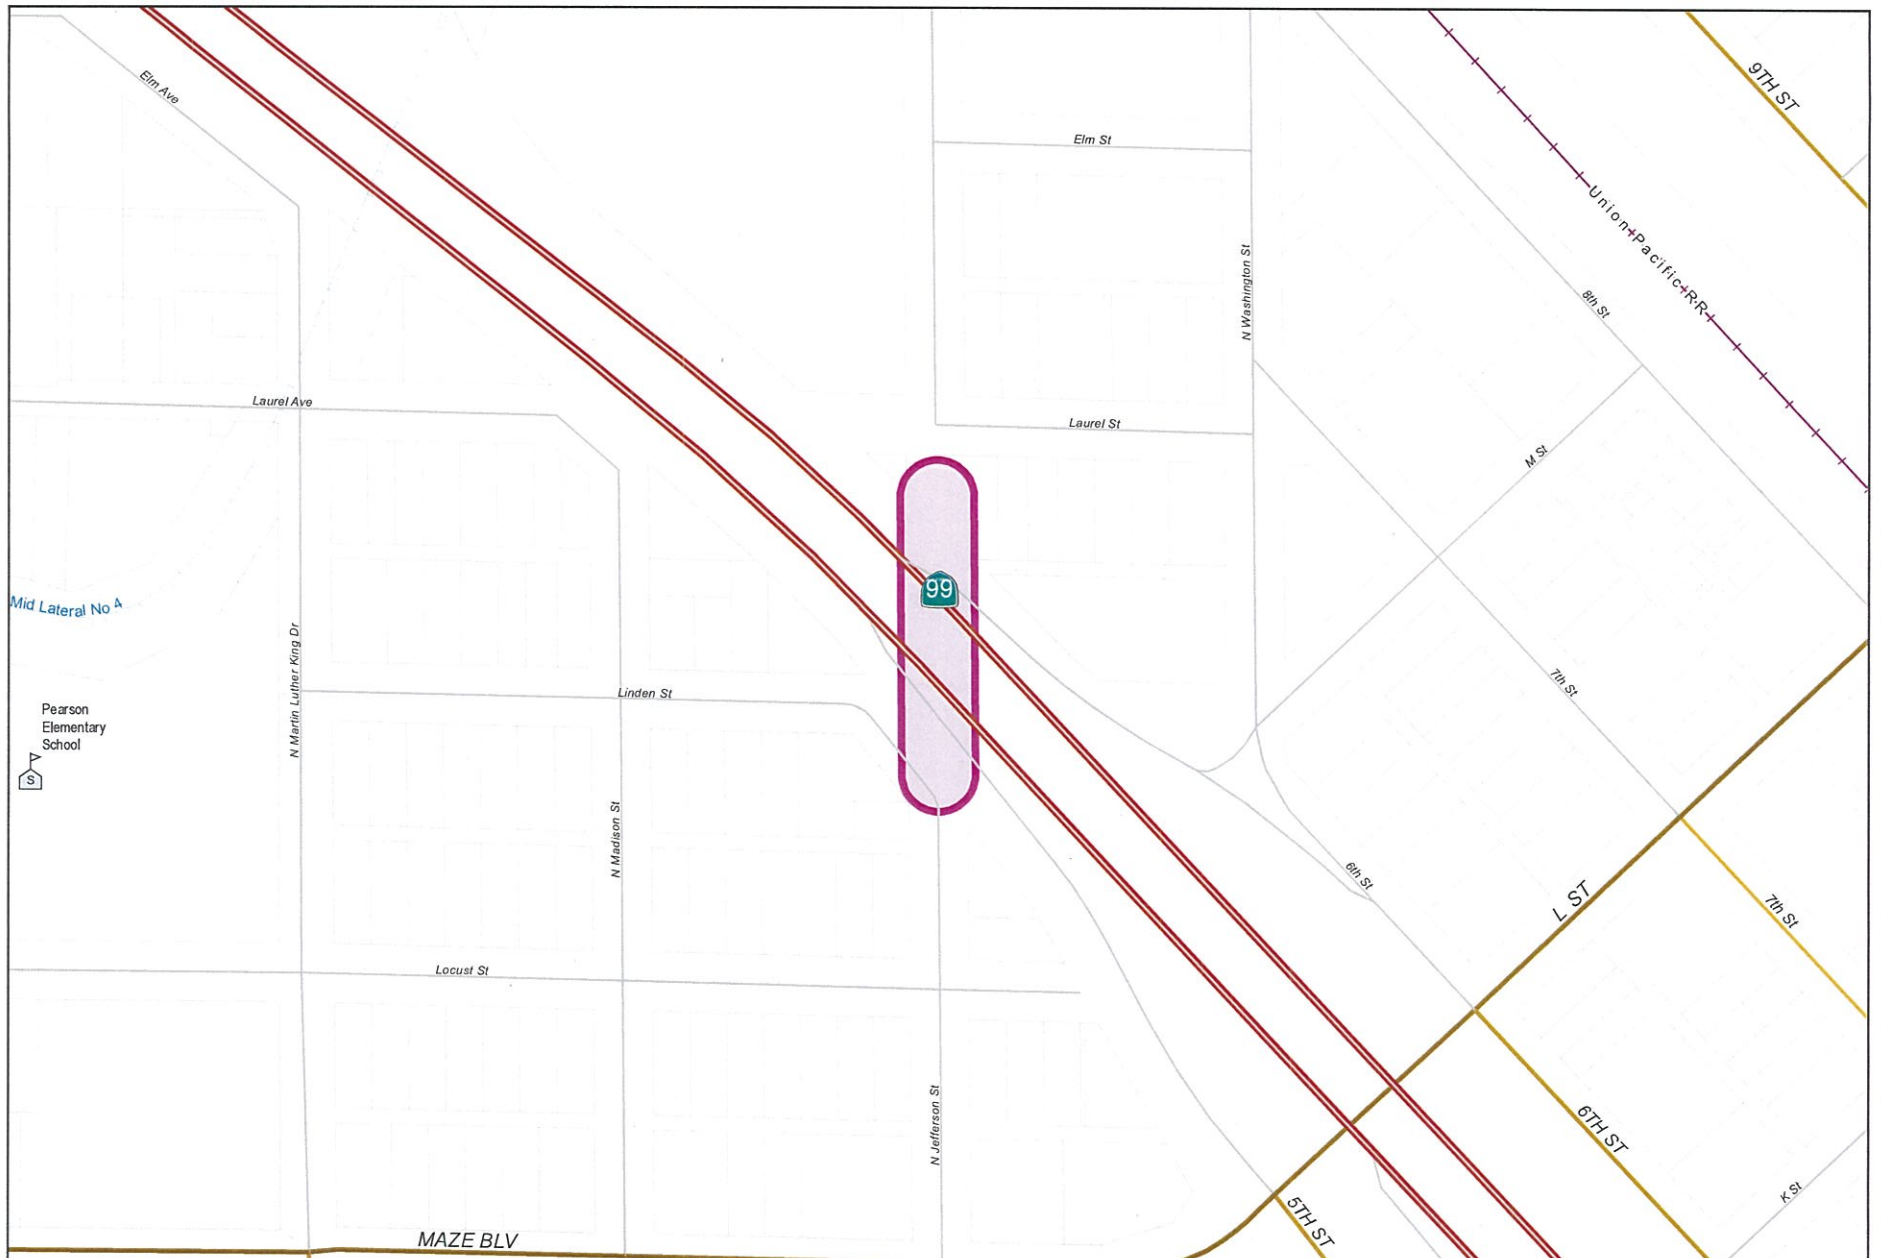 Elm Ave
9TH ST
Elm St
Union Pacific R.R.
N Washington St
8th St
Laurel Ave
Laurel St
M St
99
Mid Lateral No 4
N Martin Luther King Dr
Linden St
7th St
Pearson
Elementary
School
S
N Madison St
6th St
L ST
7th St
Locust St
N Jefferson St
6TH ST
K St
5TH ST
MAZE BLV